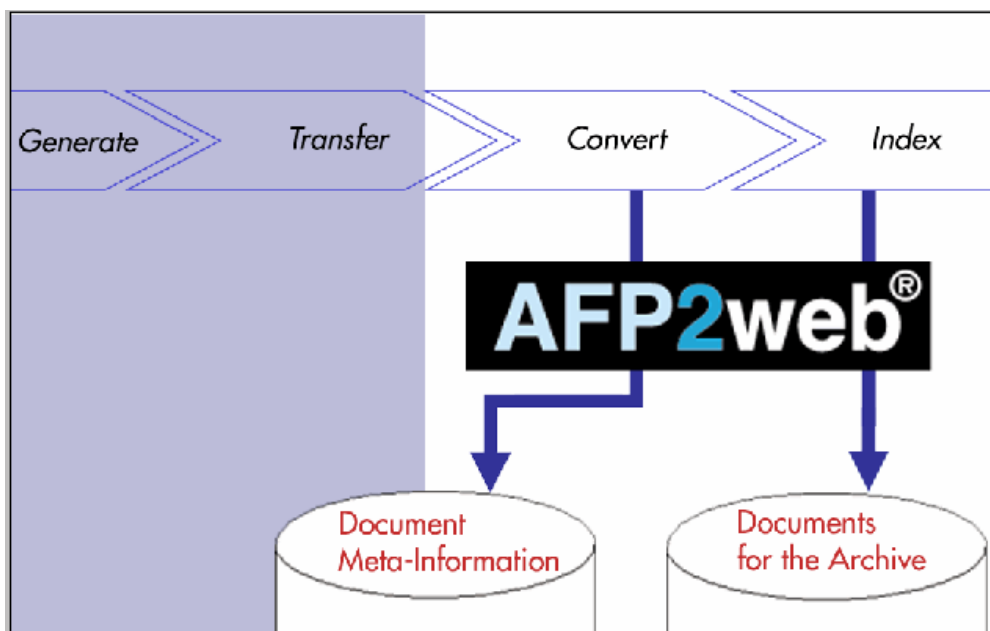 Generate Transfer Convert Index
AFP2web®
Document
Meta-Information
Documents
for the Archive